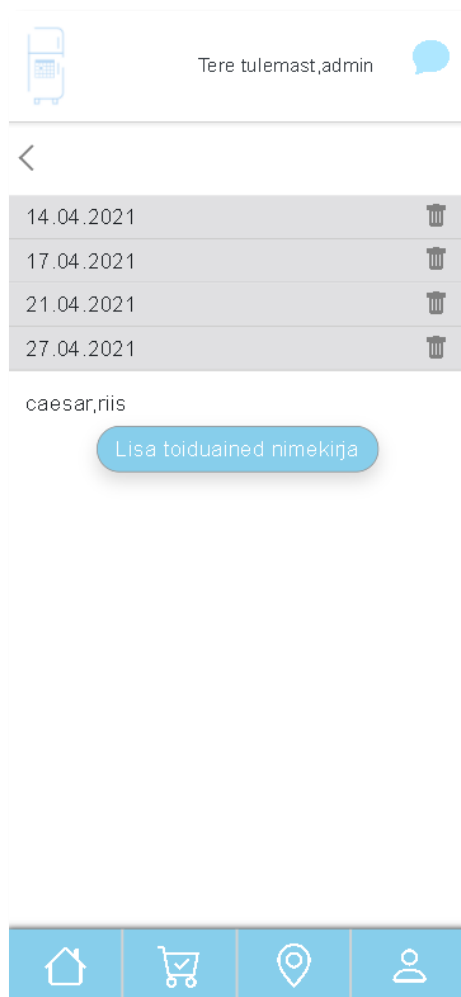 Tere tulemast,admin
14.04.2021
17.04.2021
21.04.2021
27.04.2021
caesar,riis
Lisa toiduained nimekirja